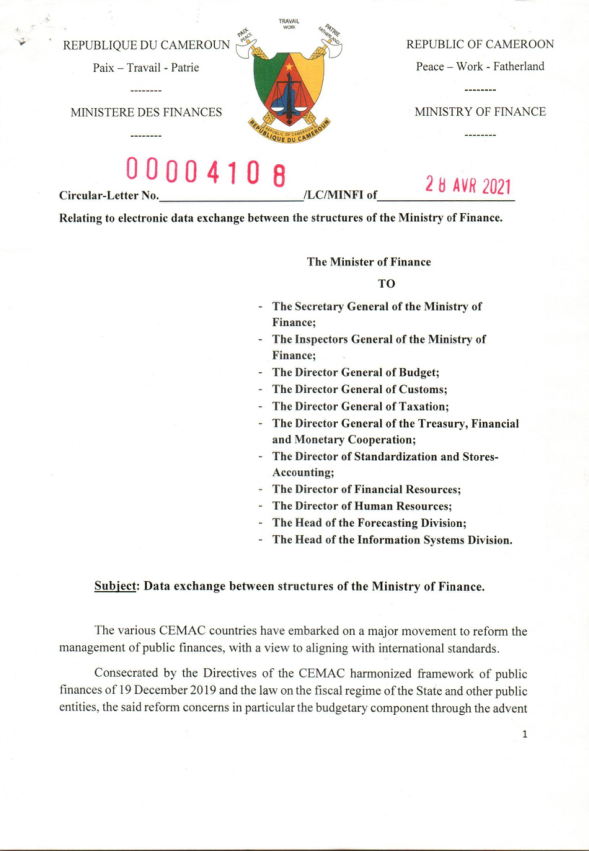 TRAVAIL
WORK
PAIX
PEACE
PATRIE
FATHERLAND
REPUBLIQUE DU CAMEROUN
REPUBLIC OF CAMEROON
Paix – Travail - Patrie
Peace – Work - Fatherland
--------
--------
MINISTERE DES FINANCES
MINISTRY OF FINANCE
--------
--------
REPUBLIC OF CAMEROON
REPUBLIQUE DU CAMEROUN
00004108
28 AVR 2021
Circular-Letter No.______________________/LC/MINFI of______________________
Relating to electronic data exchange between the structures of the Ministry of Finance.
The Minister of Finance
TO
- The Secretary General of the Ministry of
Finance;
- The Inspectors General of the Ministry of
Finance;
- The Director General of Budget;
- The Director General of Customs;
- The Director General of Taxation;
- The Director General of the Treasury, Financial
and Monetary Cooperation;
- The Director of Standardization and Stores-
Accounting;
- The Director of Financial Resources;
- The Director of Human Resources;
- The Head of the Forecasting Division;
- The Head of the Information Systems Division.
Subject: Data exchange between structures of the Ministry of Finance.
The various CEMAC countries have embarked on a major movement to reform the
management of public finances, with a view to aligning with international standards.
Consecrated by the Directives of the CEMAC harmonized framework of public
finances of 19 December 2019 and the law on the fiscal regime of the State and other public
entities, the said reform concerns in particular the budgetary component through the advent
1